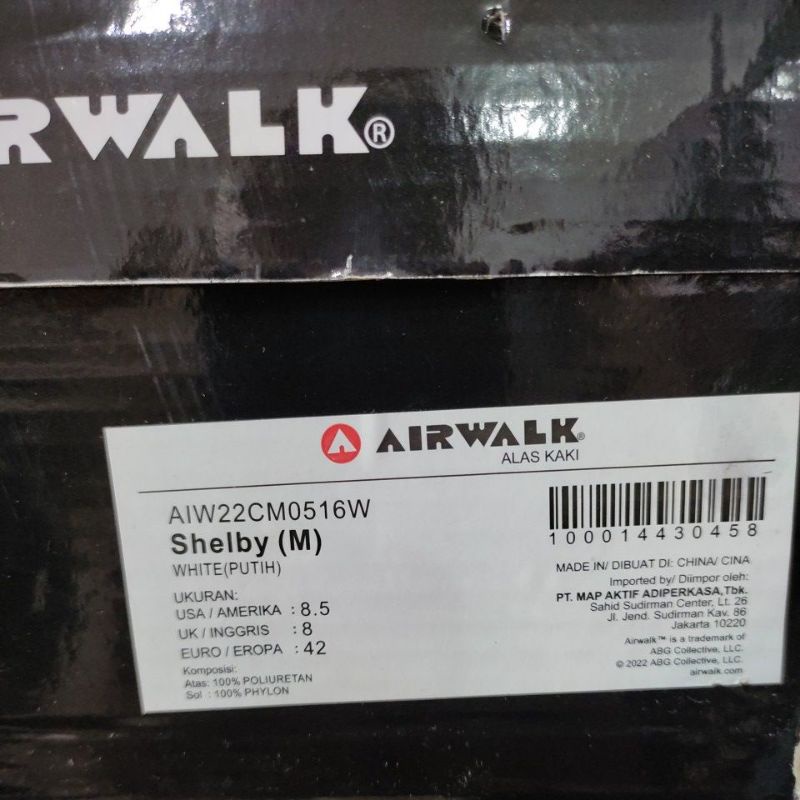 RWALK®
AIRWALK®
ALAS KAKI
AIW22CM0516W
Shelby (M)
WHITE(PUTIH)
UKURAN:
USA / AMERIKA : 8.5
UK / INGGRIS : 8
EURO / EROPA : 42
Komposisi:
Atas: 100% POLIURETAN
Sol : 100% PHYLON
100014430458
MADE IN/ DIBUAT DI: CHINA/ CINA
Imported by/ Diimpor oleh:
PT. MAP AKTIF ADIPERKASA,Tbk.
Sahid Sudirman Center, Lt. 26
Jl. Jend. Sudirman Kav. 86
Jakarta 10220
Airwalk™ is a trademark of
ABG Collective, LLC.
© 2022 ABG Collective, LLC.
airwalk.com